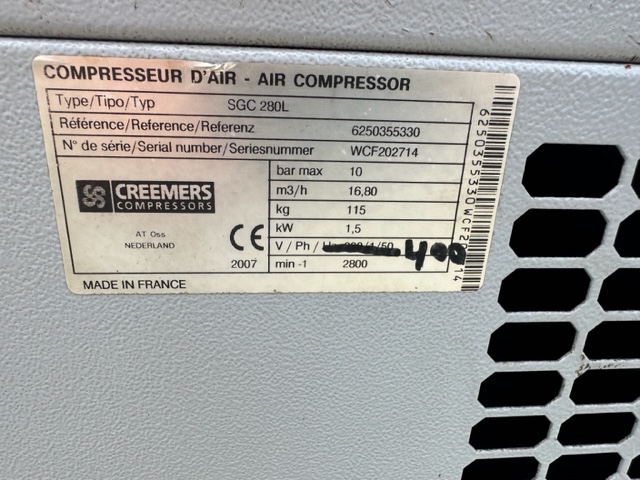 COMPRESSEUR D'AIR - AIR COMPRESSOR
Type/Tipo/Typ SGC 280L
Référence/Reference/Referenz 6250355330
N° de série/Serial number/Seriesnummer WCF202714
CREEMERS
COMPRESSORS
AT Oss
NEDERLAND
CE
2007
bar max 10
m3/h 16,80
kg 115
kW 1,5
V / Ph / 400
min -1 2800
MADE IN FRANCE
6250355330WCF20 14